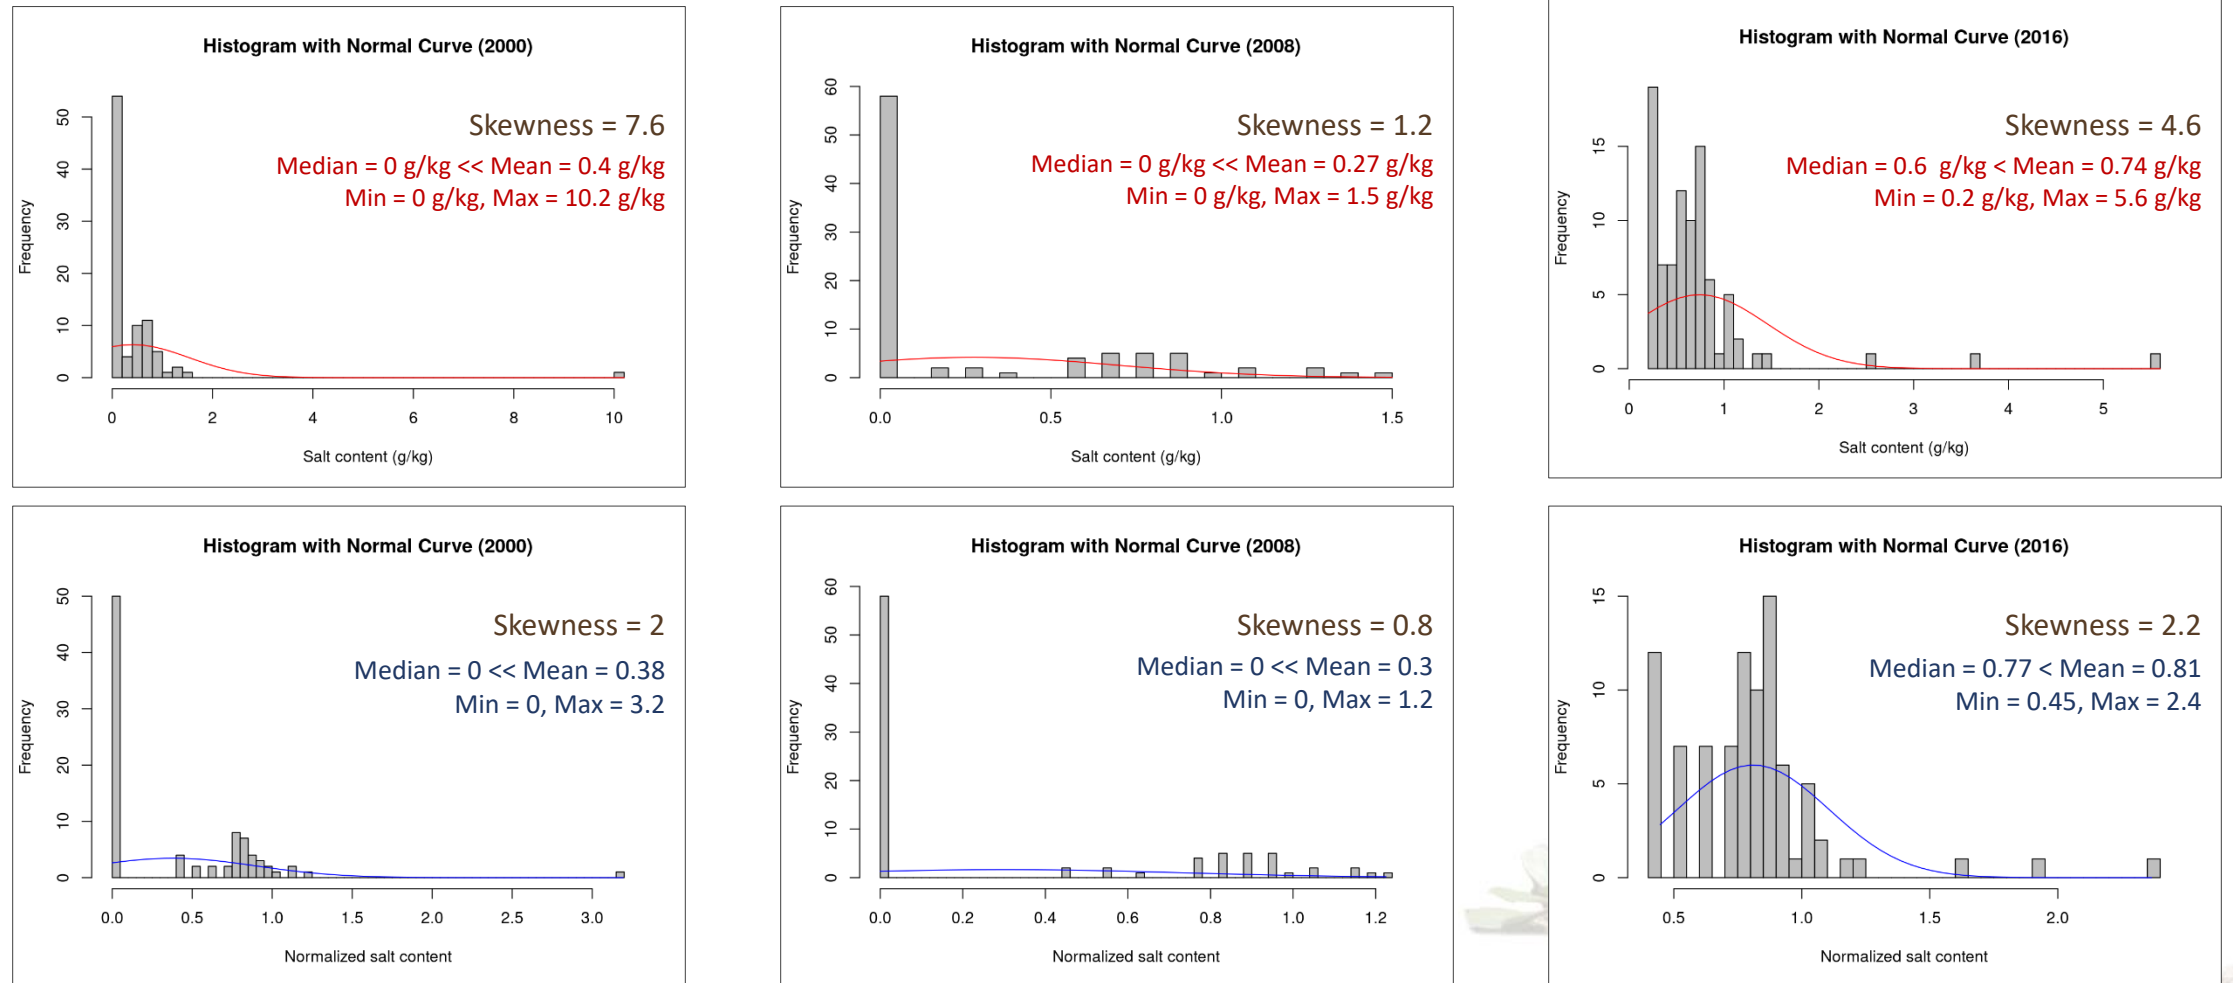 Histogram with Normal Curve (2000)
Skewness = 7.6
Median = 0 g/kg << Mean = 0.4 g/kg
Min = 0 g/kg, Max = 10.2 g/kg
Frequency
0 10 20 30 40 50
0 2 4 6 8 10
Salt content (g/kg)
Histogram with Normal Curve (2008)
Skewness = 1.2
Median = 0 g/kg << Mean = 0.27 g/kg
Min = 0 g/kg, Max = 1.5 g/kg
Frequency
0 10 20 30 40 50 60
0.0 0.5 1.0 1.5
Salt content (g/kg)
Histogram with Normal Curve (2016)
Skewness = 4.6
Median = 0.6 g/kg < Mean = 0.74 g/kg
Min = 0.2 g/kg, Max = 5.6 g/kg
Frequency
0 5 10 15
0 1 2 3 4 5
Salt content (g/kg)
Histogram with Normal Curve (2000)
Skewness = 2
Median = 0 << Mean = 0.38
Min = 0, Max = 3.2
Frequency
0 10 20 30 40 50
0.0 0.5 1.0 1.5 2.0 2.5 3.0
Normalized salt content
Histogram with Normal Curve (2008)
Skewness = 0.8
Median = 0 << Mean = 0.3
Min = 0, Max = 1.2
Frequency
0 10 20 30 40 50 60
0.0 0.2 0.4 0.6 0.8 1.0 1.2
Normalized salt content
Histogram with Normal Curve (2016)
Skewness = 2.2
Median = 0.77 < Mean = 0.81
Min = 0.45, Max = 2.4
Frequency
0 5 10 15
0.5 1.0 1.5 2.0
Normalized salt content